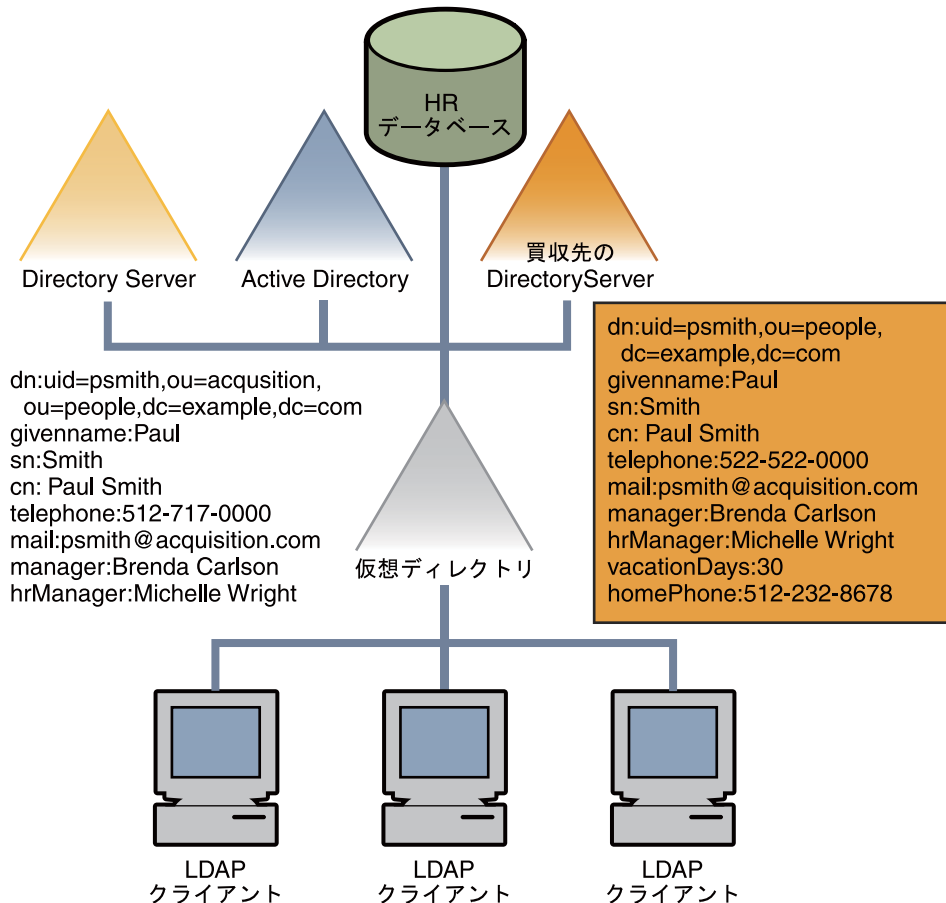 HR
データベース
Directory Server
Active Directory
買収先の
DirectoryServer
dn:uid=psmith,ou=acqusition,
ou=people,dc=example,dc=com
givenname:Paul
sn:Smith
cn: Paul Smith
telephone:512-717-0000
mail:psmith@acquisition.com
manager:Brenda Carlson
hrManager:Michelle Wright
仮想ディレクトリ
dn:uid=psmith,ou=people,
dc=example,dc=com
givenname:Paul
sn:Smith
cn: Paul Smith
telephone:522-522-0000
mail:psmith@acquisition.com
manager:Brenda Carlson
hrManager:Michelle Wright
vacationDays:30
homePhone:512-232-8678
LDAP
クライアント
LDAP
クライアント
LDAP
クライアント